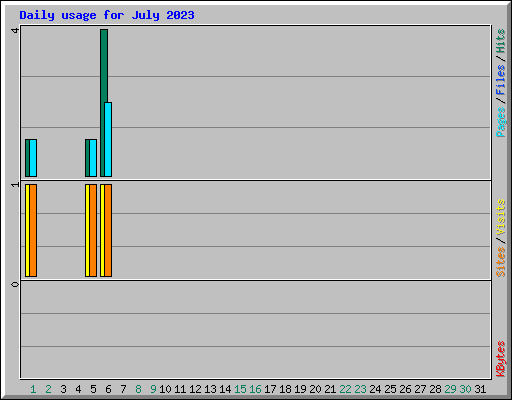 Daily usage for July 2023
4
Pages / Files / Hits
1
Sites / Visits
0
KBytes
1 2 3 4 5 6 7 8 9 10 11 12 13 14 15 16 17 18 19 20 21 22 23 24 25 26 27 28 29 30 31